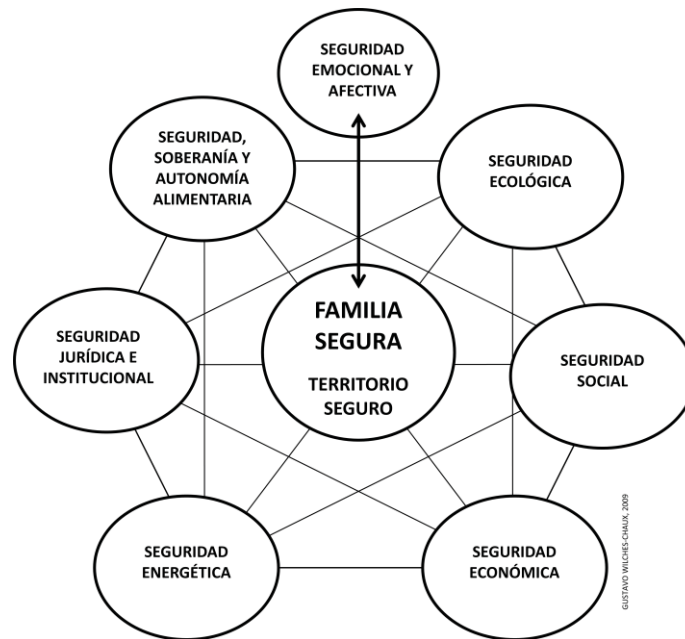 SEGURIDAD
EMOCIONAL Y
AFECTIVA
SEGURIDAD,
SOBERANÍA Y
AUTONOMÍA
ALIMENTARIA
SEGURIDAD
ECOLÓGICA
FAMILIA
SEGURA
TERRITORIO
SEGURO
SEGURIDAD
JURÍDICA E
INSTITUCIONAL
SEGURIDAD
SOCIAL
SEGURIDAD
ENERGÉTICA
SEGURIDAD
ECONÓMICA
GUSTAVO WILCHES-CHAUX, 2009